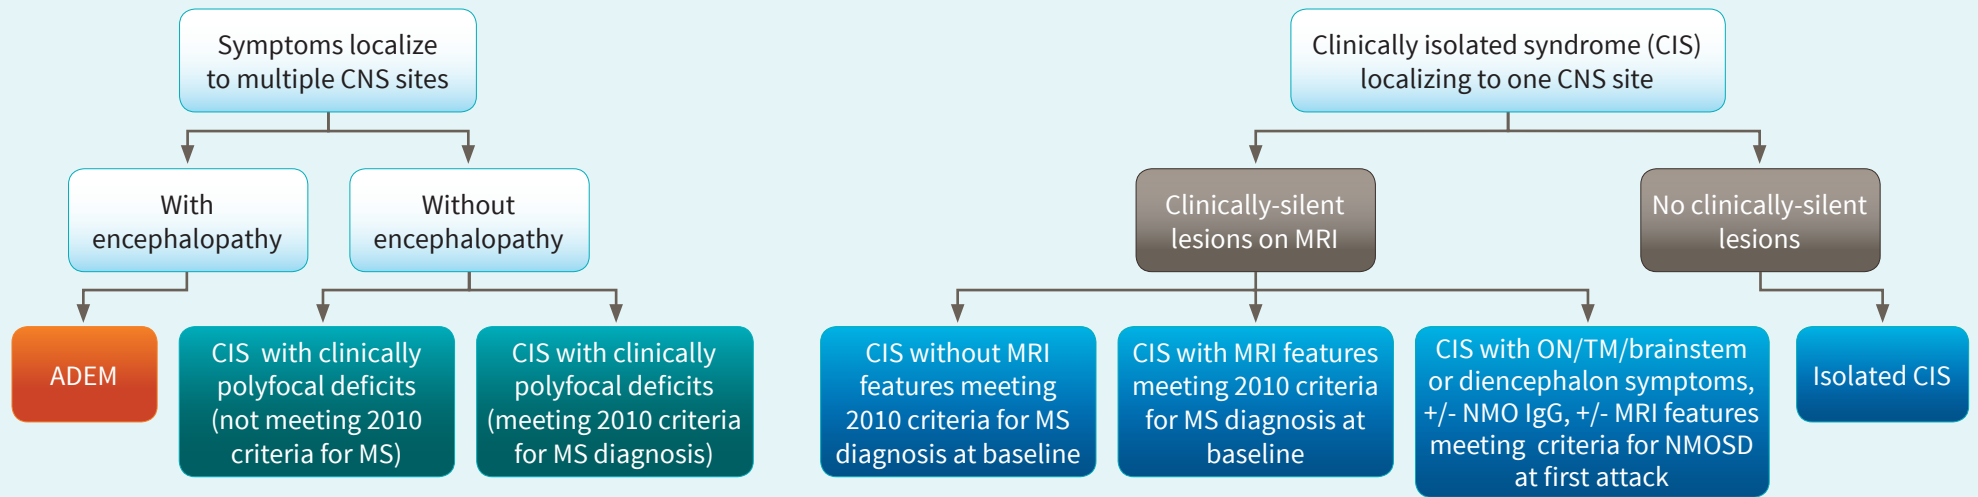 Symptoms localize
to multiple CNS sites
Clinically isolated syndrome (CIS)
localizing to one CNS site
With
encephalopathy
Without
encephalopathy
Clinically-silent
lesions on MRI
No clinically-silent
lesions
ADEM
CIS with clinically
polyfocal deficits
(not meeting 2010
criteria for MS)
CIS with clinically
polyfocal deficits
(meeting 2010 criteria
for MS diagnosis)
CIS without MRI
features meeting
2010 criteria for MS
diagnosis at baseline
CIS with MRI features
meeting 2010 criteria
for MS diagnosis at
baseline
CIS with ON/TM/brainstem
or diencephalon symptoms,
+/- NMO IgG, +/- MRI features
meeting criteria for NMOSD
at first attack
Isolated CIS